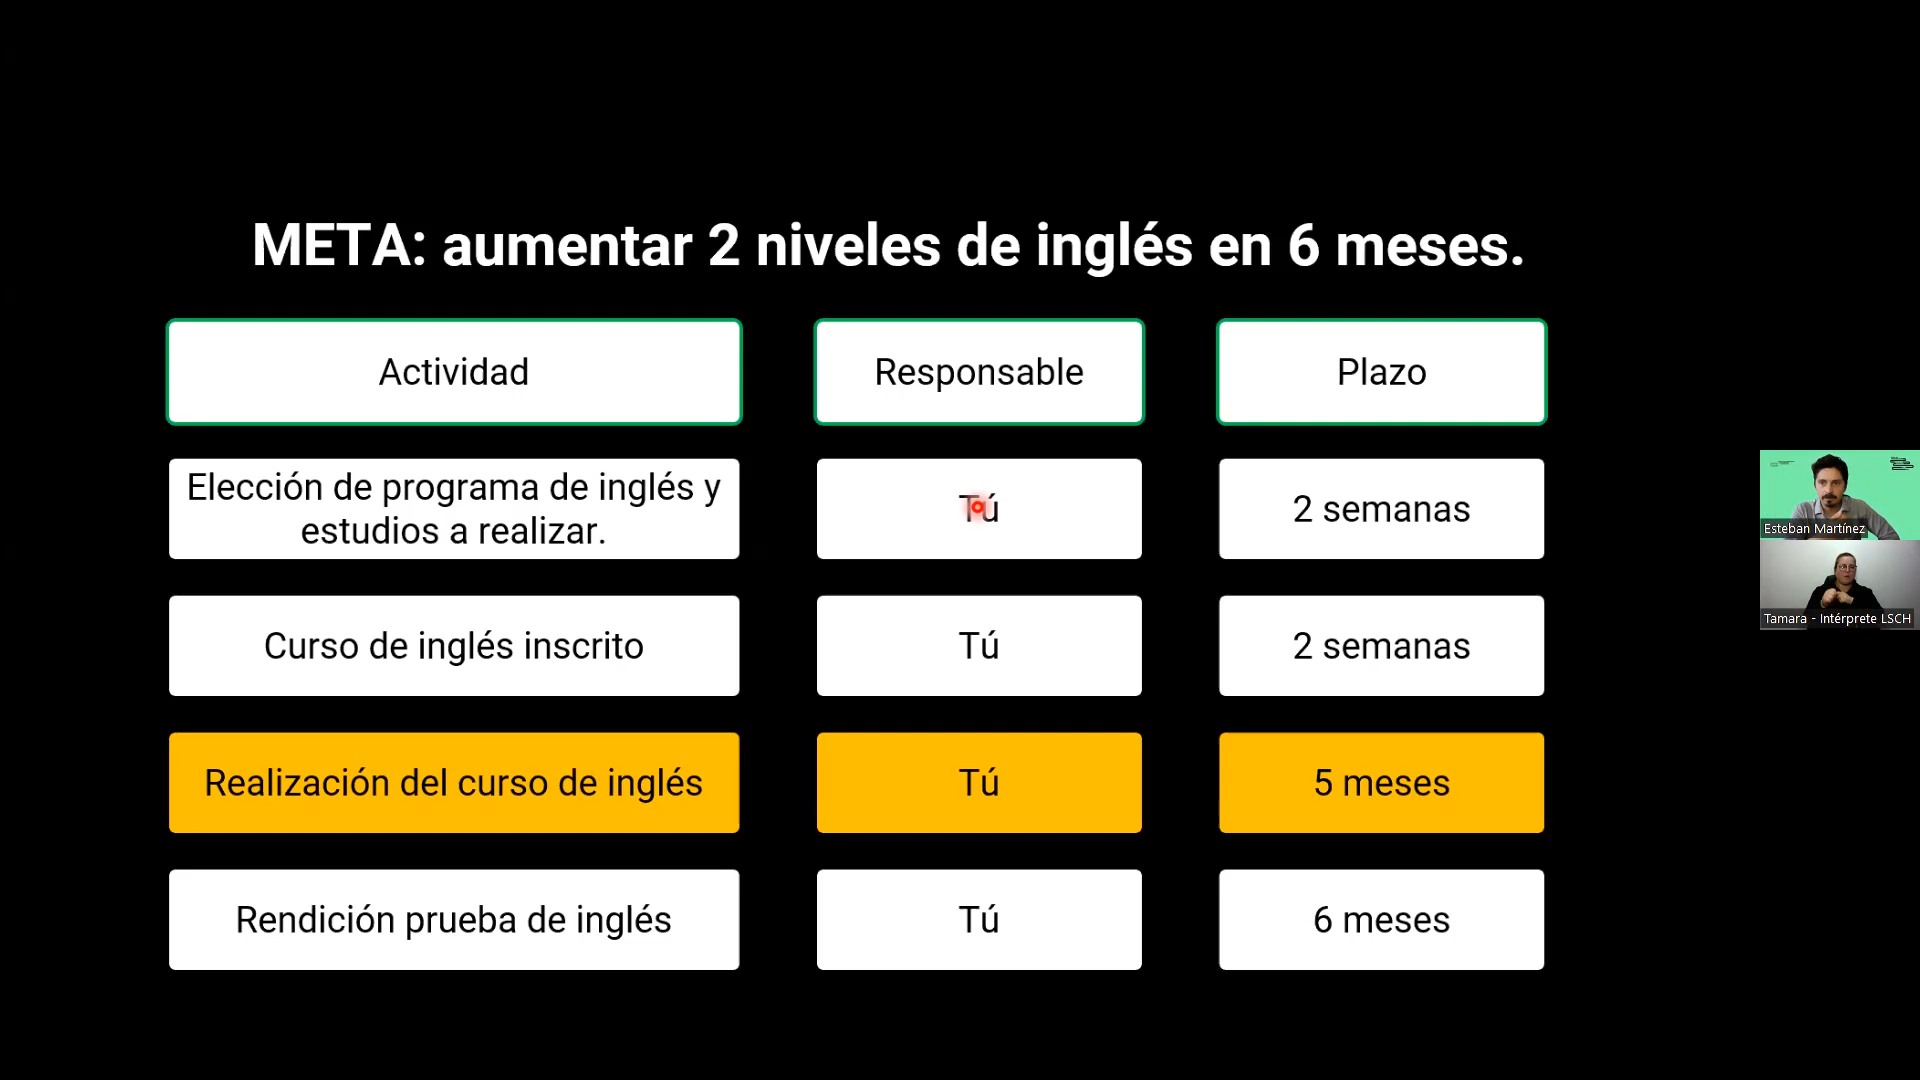 META: aumentar 2 niveles de inglés en 6 meses.
Actividad
Responsable
Plazo
Elección de programa de inglés y
estudios a realizar.
Tú
2 semanas
Curso de inglés inscrito
Tú
2 semanas
Realización del curso de inglés
Tú
5 meses
Rendición prueba de inglés
Tú
6 meses
Esteban Martínez
Tamara - Intérprete LSCH